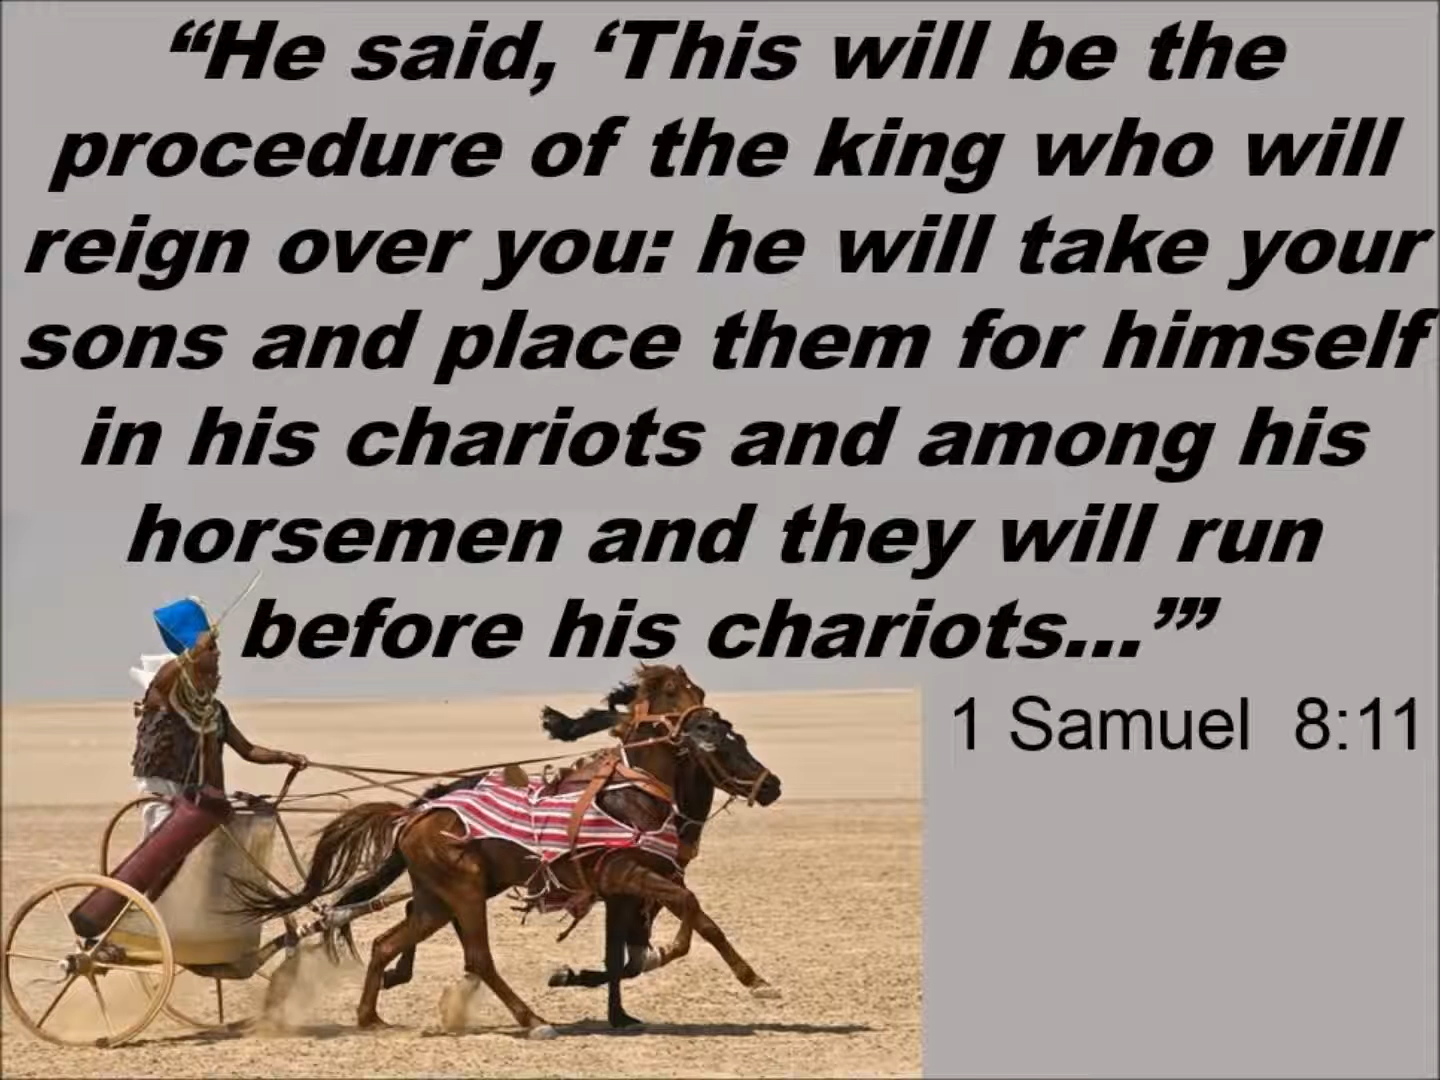 “He said, ‘This will be the
procedure of the king who will
reign over you: he will take your
sons and place them for himself
in his chariots and among his
horsemen and they will run
before his chariots...’”
1 Samuel 8:11